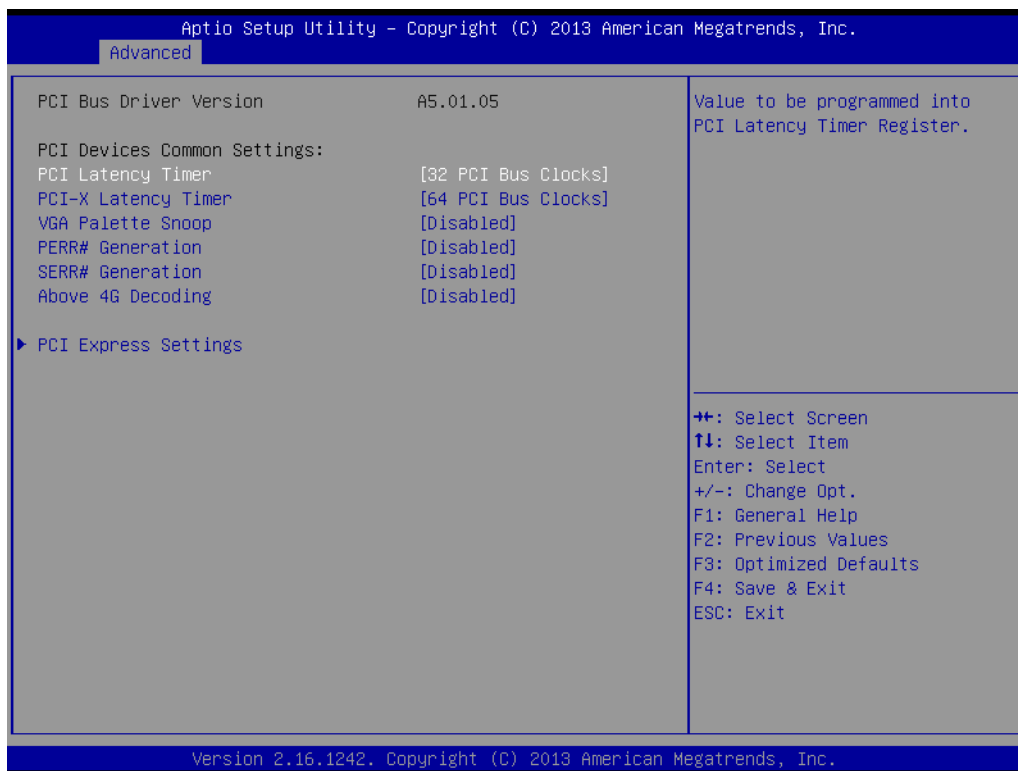 Aptio Setup Utility – Copyright (C) 2013 American Megatrends, Inc.
Advanced
PCI Bus Driver Version A5.01.05
PCI Devices Common Settings:
PCI Latency Timer [32 PCI Bus Clocks]
PCI-X Latency Timer [64 PCI Bus Clocks]
VGA Palette Snoop [Disabled]
PERR# Generation [Disabled]
SERR# Generation [Disabled]
Above 4G Decoding [Disabled]
▶ PCI Express Settings
Value to be programmed into
PCI Latency Timer Register.
→←: Select Screen
↑↓: Select Item
Enter: Select
+/-: Change Opt.
F1: General Help
F2: Previous Values
F3: Optimized Defaults
F4: Save & Exit
ESC: Exit
Version 2.16.1242. Copyright (C) 2013 American Megatrends, Inc.